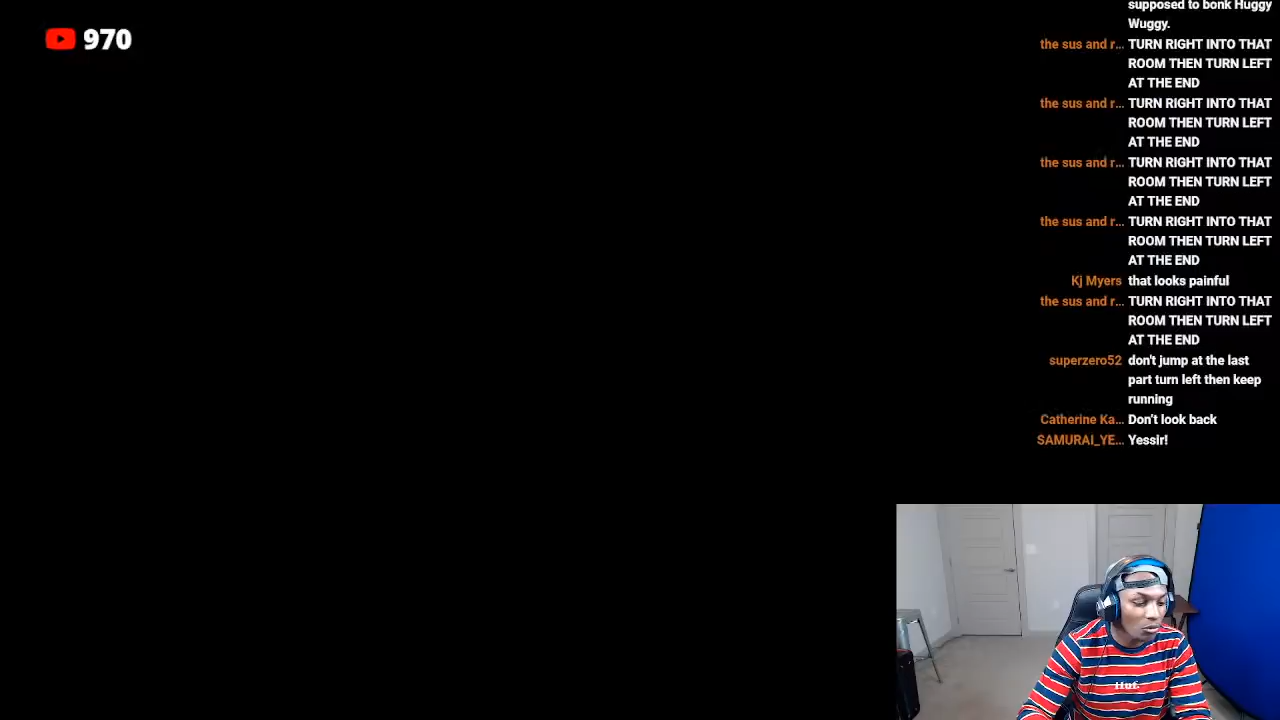 970
supposed to bonk Huggy
Wuggy.
the sus and r... TURN RIGHT INTO THAT
ROOM THEN TURN LEFT
AT THE END
the sus and r... TURN RIGHT INTO THAT
ROOM THEN TURN LEFT
AT THE END
the sus and r... TURN RIGHT INTO THAT
ROOM THEN TURN LEFT
AT THE END
the sus and r... TURN RIGHT INTO THAT
ROOM THEN TURN LEFT
AT THE END
Kj Myers that looks painful
the sus and r... TURN RIGHT INTO THAT
ROOM THEN TURN LEFT
AT THE END
superzero52 don't jump at the last
part turn left then keep
running
Catherine Ka... Don't look back
SAMURAI_YE... Yessir!
Huf.